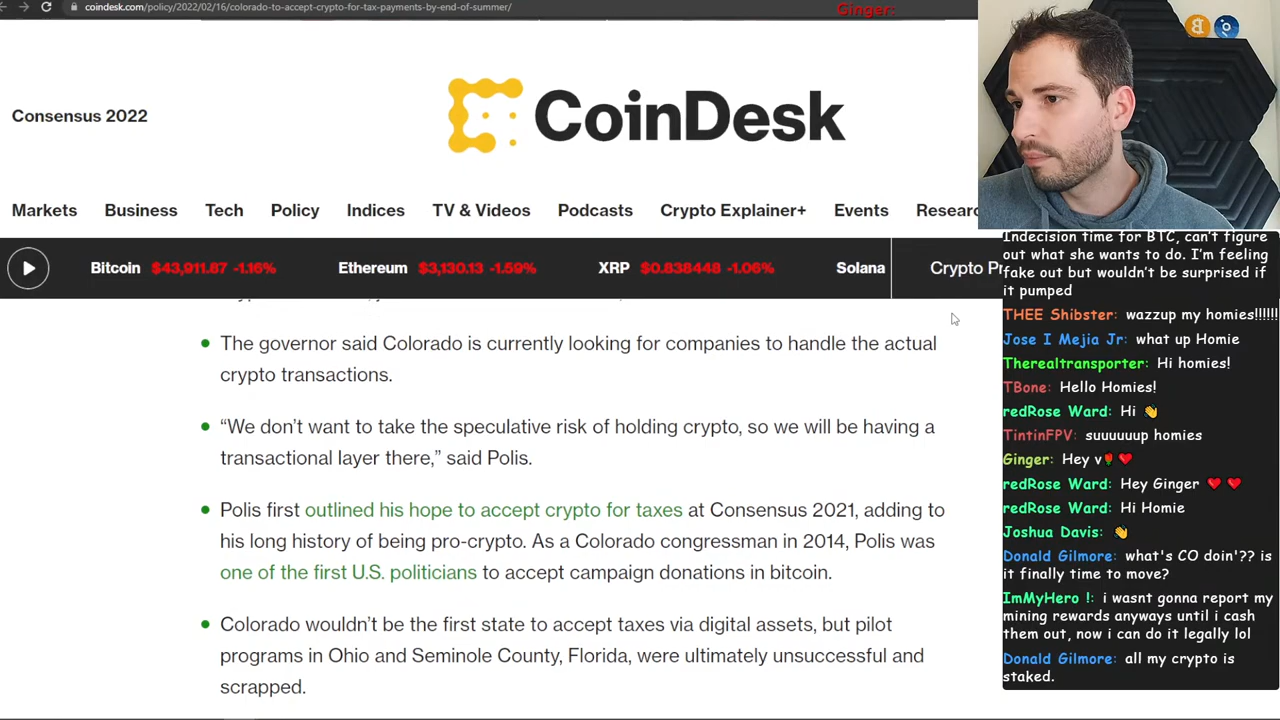 coindesk.com/policy/2022/02/16/colorado-to-accept-crypto-for-tax-payments-by-end-of-summer/
Ginger:
Consensus 2022
CoinDesk
Markets Business Tech Policy Indices TV & Videos Podcasts Crypto Explainer+ Events Researc
Bitcoin $43,911.87 -1.16% Ethereum $3,130.13 -1.59% XRP $0.838448 -1.06% Solana Crypto Pr
• The governor said Colorado is currently looking for companies to handle the actual
crypto transactions.
• “We don’t want to take the speculative risk of holding crypto, so we will be having a
transactional layer there,” said Polis.
• Polis first outlined his hope to accept crypto for taxes at Consensus 2021, adding to
his long history of being pro-crypto. As a Colorado congressman in 2014, Polis was
one of the first U.S. politicians to accept campaign donations in bitcoin.
• Colorado wouldn’t be the first state to accept taxes via digital assets, but pilot
programs in Ohio and Seminole County, Florida, were ultimately unsuccessful and
scrapped.
Indecision time for BTC, can’t figure
out what she wants to do. I’m feeling
fake out but wouldn’t be surprised if
it pumped
THEE Shibster: wazzup my homies!!!!!!
Jose I Mejia Jr: what up Homie
Therealtransporter: Hi homies!
TBone: Hello Homies!
redRose Ward: Hi 👏
TintinFPV: suuuuuup homies
Ginger: Hey v🌹❤️
redRose Ward: Hey Ginger ❤️ ❤️
redRose Ward: Hi Homie
Joshua Davis: 👏
Donald Gilmore: what's CO doin'?? is
it finally time to move?
ImMyHero !: i wasnt gonna report my
mining rewards anyways until i cash
them out, now i can do it legally lol
Donald Gilmore: all my crypto is
staked.